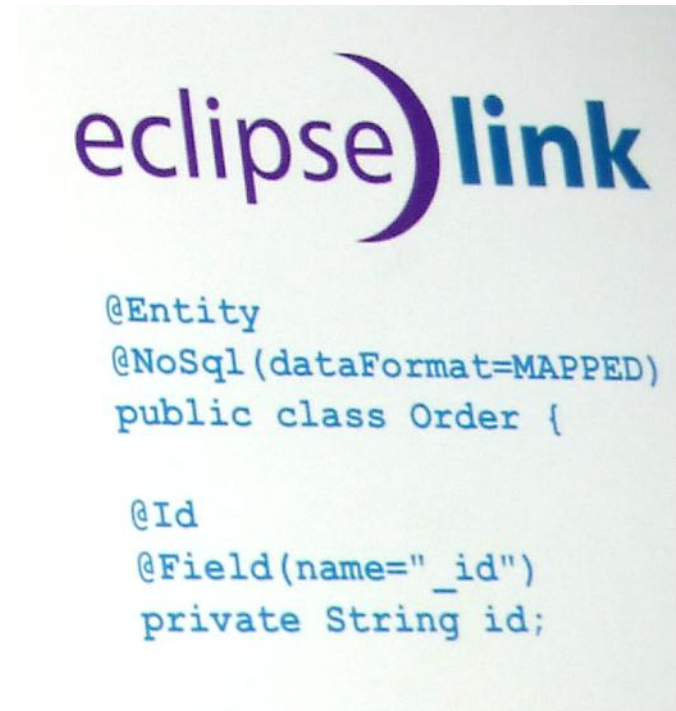 eclipse link
@Entity
@NoSql(dataFormat=MAPPED)
public class Order {
@Id
@Field(name="_id")
private String id;